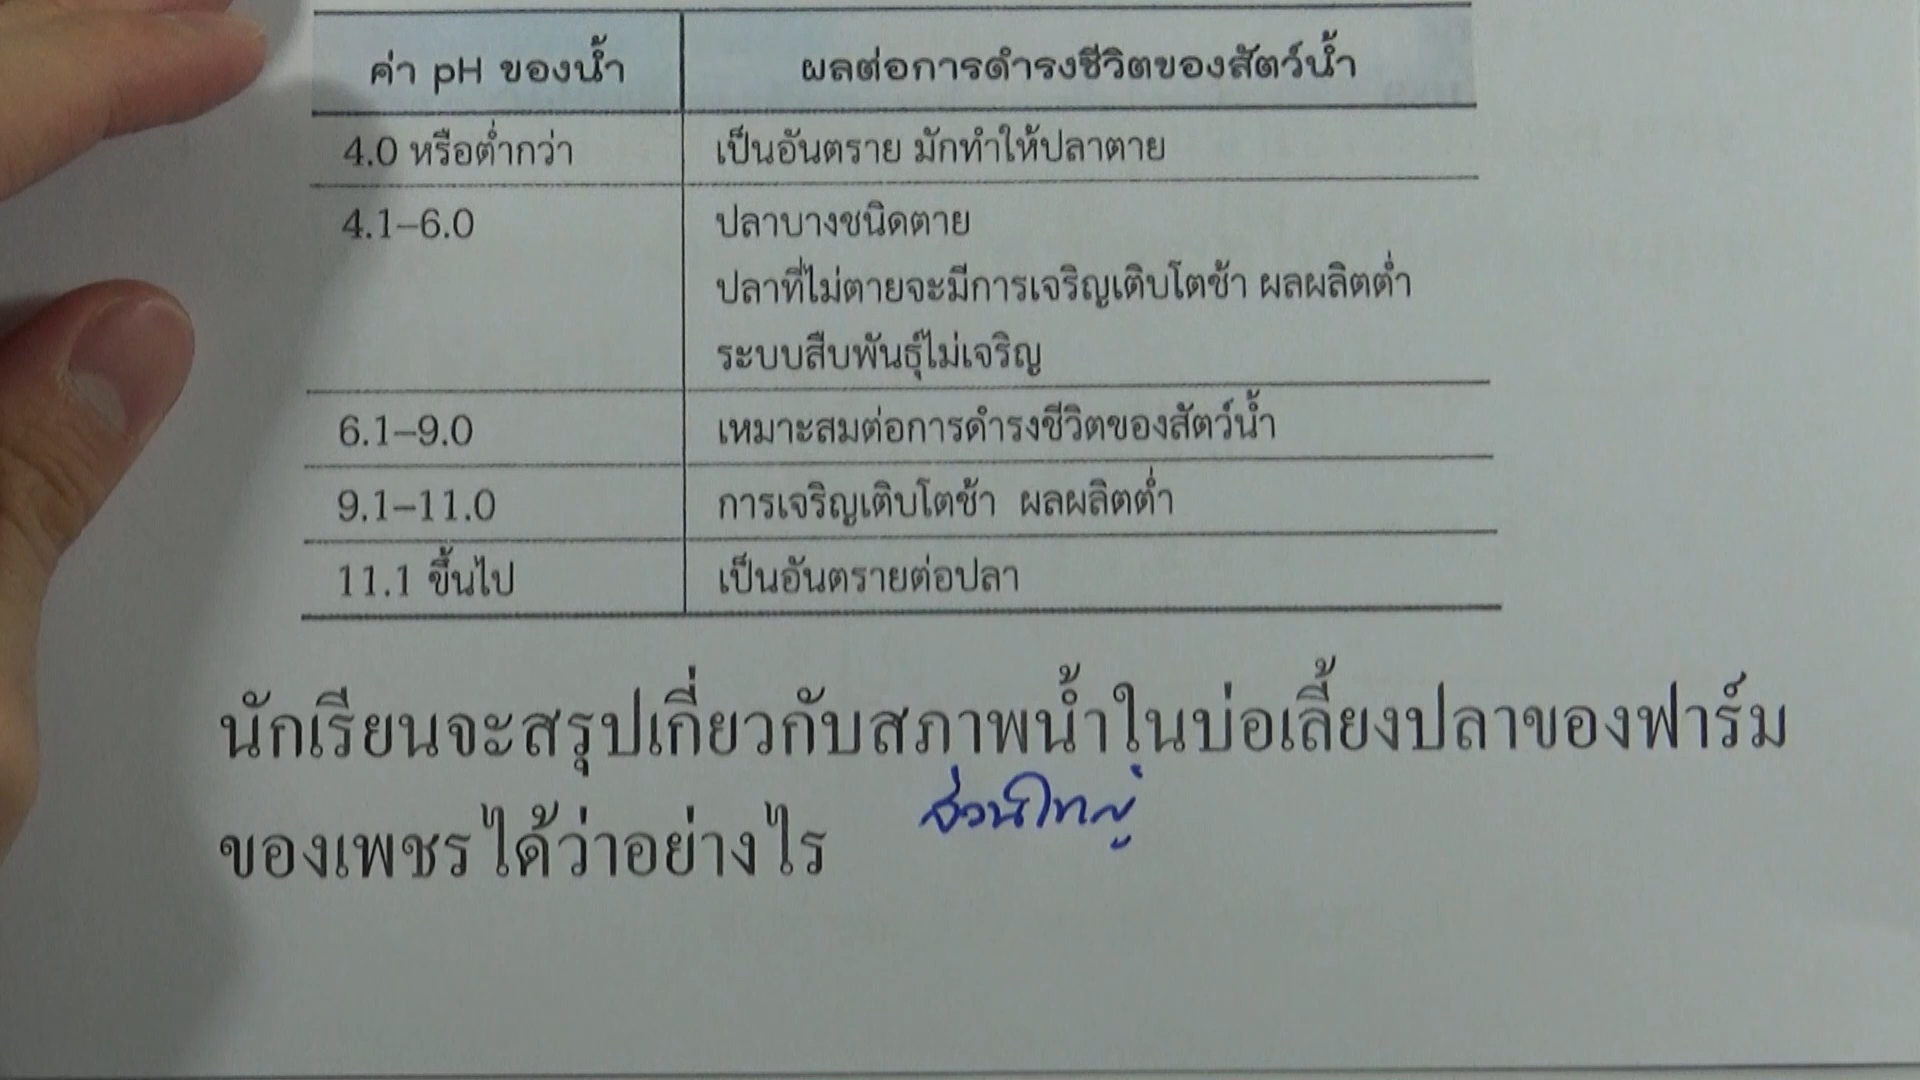 ค่า pH ของน้ำ ผลต่อการดำรงชีวิตของสัตว์น้ำ
4.0 หรือต่ำกว่า เป็นอันตราย มักทำให้ปลาตาย
4.1–6.0 ปลาบางชนิดตาย
ปลาที่ไม่ตายจะมีการเจริญเติบโตช้า ผลผลิตต่ำ
ระบบสืบพันธุ์ไม่เจริญ
6.1–9.0 เหมาะสมต่อการดำรงชีวิตของสัตว์น้ำ
9.1–11.0 การเจริญเติบโตช้า ผลผลิตต่ำ
11.1 ขึ้นไป เป็นอันตรายต่อปลา
นักเรียนจะสรุปเกี่ยวกับสภาพน้ำในบ่อเลี้ยงปลาของฟาร์ม
ส่วนใหญ่
ของเพชรได้ว่าอย่างไร